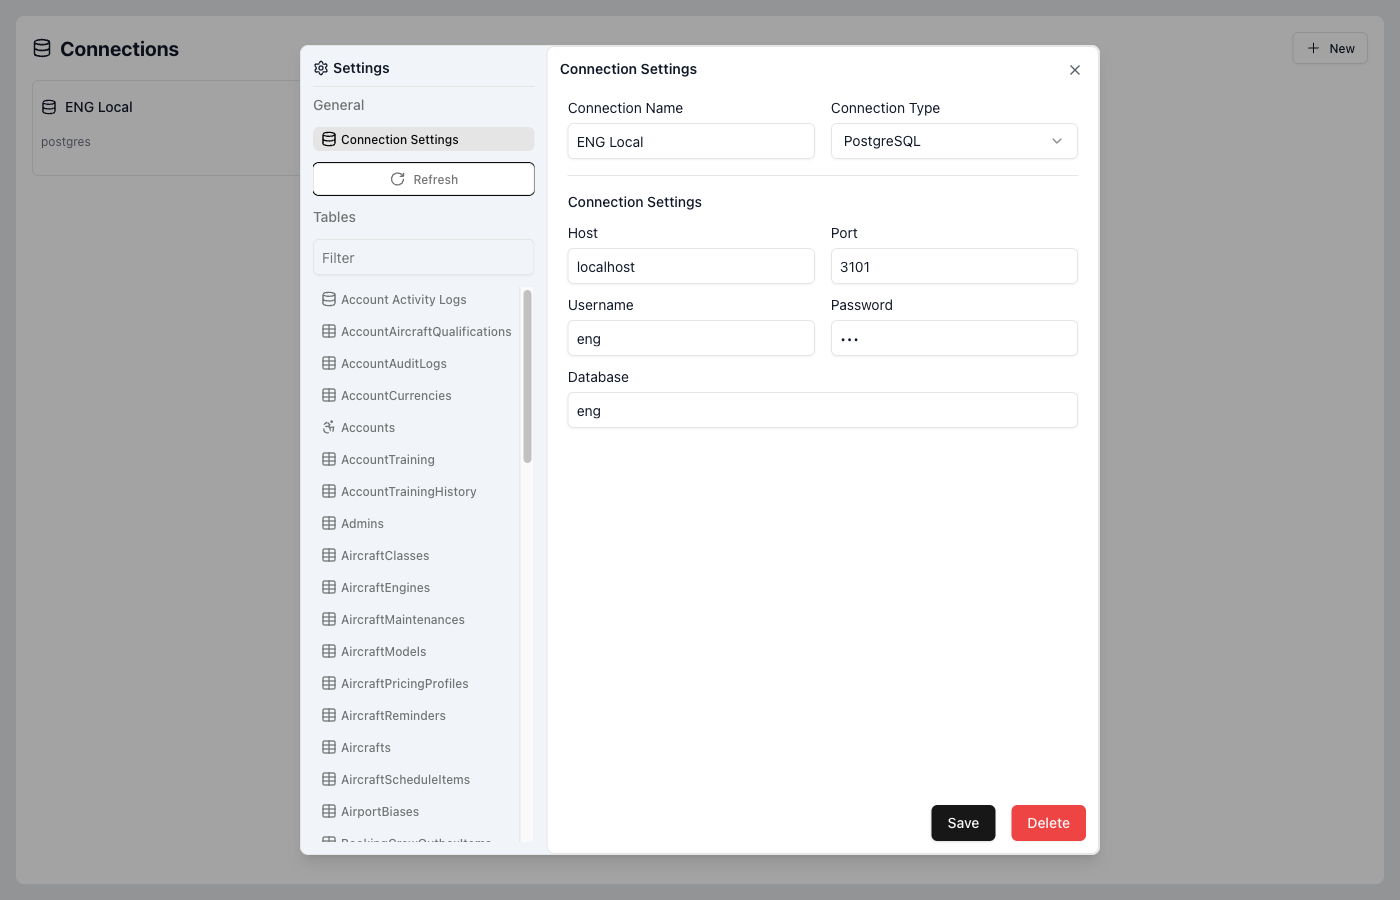 Connections
New
ENG Local
postgres
Settings
General
Connection Settings
Refresh
Tables
Filter
Account Activity Logs
AccountAircraftQualifications
AccountAuditLogs
AccountCurrencies
Accounts
AccountTraining
AccountTrainingHistory
Admins
AircraftClasses
AircraftEngines
AircraftMaintenances
AircraftModels
AircraftPricingProfiles
AircraftReminders
Aircrafts
AircraftScheduleItems
AirportBiases
Connection Settings
Connection Name
Connection Type
ENG Local
PostgreSQL
Connection Settings
Host
Port
localhost
3101
Username
Password
eng
•••
Database
eng
Save
Delete